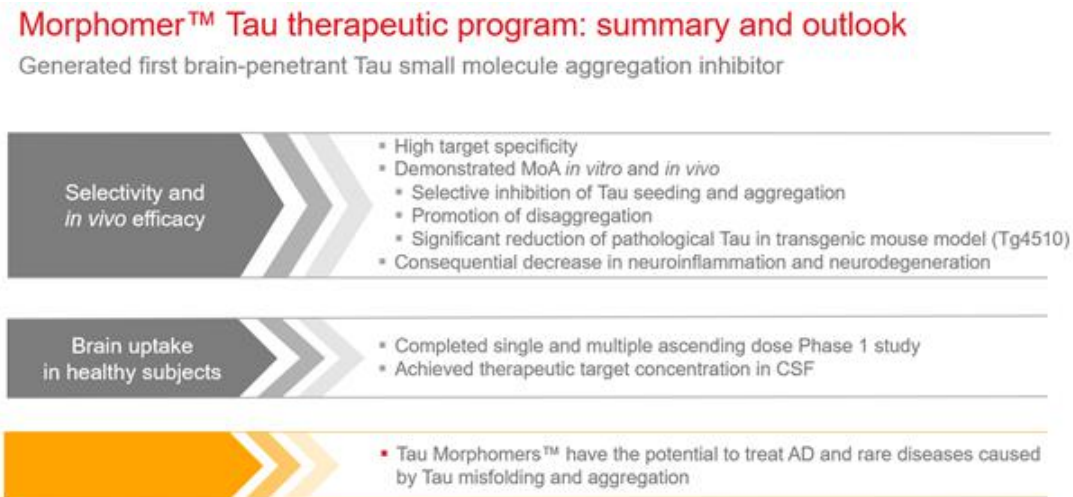 Morphomer™ Tau therapeutic program: summary and outlook
Generated first brain-penetrant Tau small molecule aggregation inhibitor
Selectivity and
in vivo efficacy
▪ High target specificity
▪ Demonstrated MoA in vitro and in vivo
▪ Selective inhibition of Tau seeding and aggregation
▪ Promotion of disaggregation
▪ Significant reduction of pathological Tau in transgenic mouse model (Tg4510)
▪ Consequential decrease in neuroinflammation and neurodegeneration
Brain uptake
in healthy subjects
▪ Completed single and multiple ascending dose Phase 1 study
▪ Achieved therapeutic target concentration in CSF
▪ Tau Morphomers™ have the potential to treat AD and rare diseases caused
by Tau misfolding and aggregation